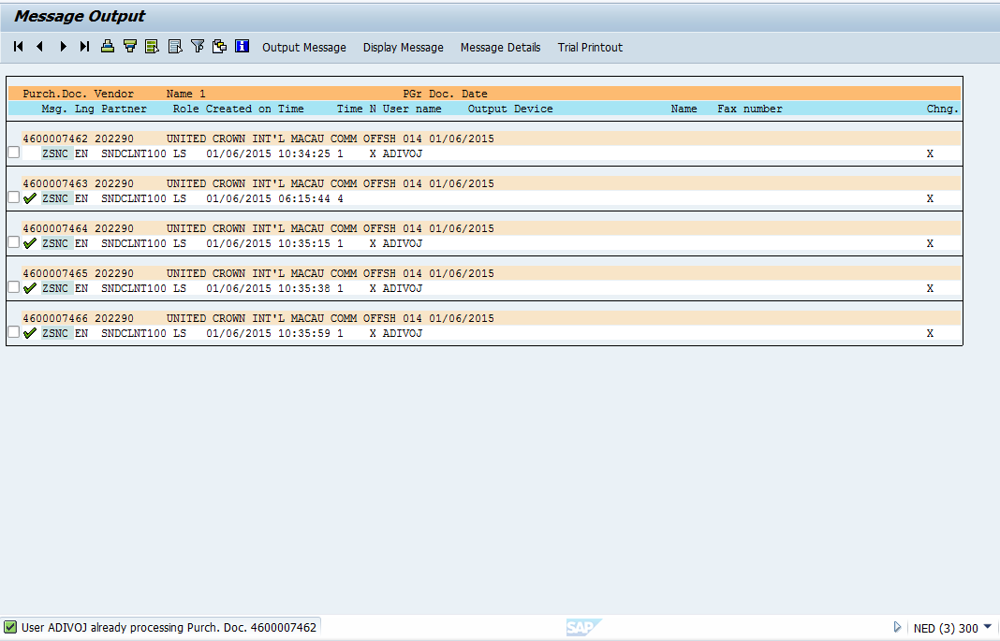 Message Output
Output Message Display Message Message Details Trial Printout
Purch.Doc. Vendor Name 1 PGr Doc. Date
Msg. Lng Partner Role Created on Time Time N User name Output Device Name Fax number Chng.
4600007462 202290 UNITED CROWN INT'L MACAU COMM OFFSH 014 01/06/2015
ZSNC EN SNDCLNT100 LS 01/06/2015 10:34:25 1 X ADIVOJ X
4600007463 202290 UNITED CROWN INT'L MACAU COMM OFFSH 014 01/06/2015
ZSNC EN SNDCLNT100 LS 01/06/2015 06:15:44 4 X
4600007464 202290 UNITED CROWN INT'L MACAU COMM OFFSH 014 01/06/2015
ZSNC EN SNDCLNT100 LS 01/06/2015 10:35:15 1 X ADIVOJ X
4600007465 202290 UNITED CROWN INT'L MACAU COMM OFFSH 014 01/06/2015
ZSNC EN SNDCLNT100 LS 01/06/2015 10:35:38 1 X ADIVOJ X
4600007466 202290 UNITED CROWN INT'L MACAU COMM OFFSH 014 01/06/2015
ZSNC EN SNDCLNT100 LS 01/06/2015 10:35:59 1 X ADIVOJ X
User ADIVOJ already processing Purch. Doc. 4600007462 SAP NED (3) 300